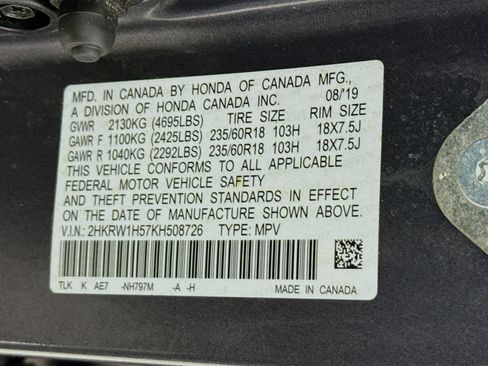 MFD. IN CANADA BY HONDA OF CANADA MFG.,
A DIVISION OF HONDA CANADA INC. 08/19
GVWR 2130KG (4695LBS) TIRE SIZE RIM SIZE
GAWR F 1100KG (2425LBS) 235/60R18 103H 18X7.5J
GAWR R 1040KG (2292LBS) 235/60R18 103H 18X7.5J
THIS VEHICLE CONFORMS TO ALL APPLICABLE
FEDERAL MOTOR VEHICLE SAFETY
AND THEFT PREVENTION STANDARDS IN EFFECT
ON THE DATE OF MANUFACTURE SHOWN ABOVE.
V.I.N.: 2HKRW1H57KH508726 TYPE: MPV
TLK K AE7 -NH797M -A -H MADE IN CANADA